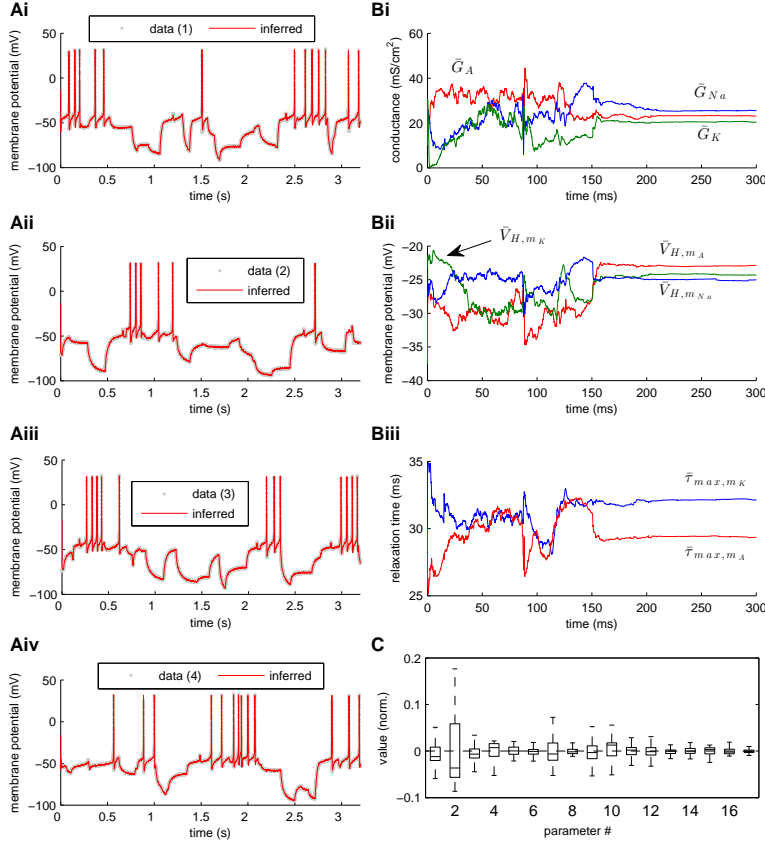 Ai
data (1) inferred
50
0
−50
−100
membrane potential (mV)
0 0.5 1 1.5 2 2.5 3
time (s)
Bi
60
40
20
0
conductance (mS/cm²)
Ḡ_A
Ḡ_Na
Ḡ_K
0 50 100 150 200 250 300
time (ms)
Aii
data (2)
inferred
50
0
−50
−100
membrane potential (mV)
0 0.5 1 1.5 2 2.5 3
time (s)
Bii
−20
−25
−30
−35
−40
membrane potential (mV)
V̄_H,m_K
V̄_H,m_A
V̄_H,m_Na
0 50 100 150 200 250 300
time (ms)
Aiii
data (3)
inferred
50
0
−50
−100
membrane potential (mV)
0 0.5 1 1.5 2 2.5 3
time (s)
Biii
35
30
25
relaxation time (ms)
τ̄_max,m_K
τ̄_max,m_A
0 50 100 150 200 250 300
time (ms)
Aiv
data (4) inferred
50
0
−50
−100
membrane potential (mV)
0 0.5 1 1.5 2 2.5 3
time (s)
C
0.2
0.1
0
−0.1
value (norm.)
2 4 6 8 10 12 14 16
parameter #